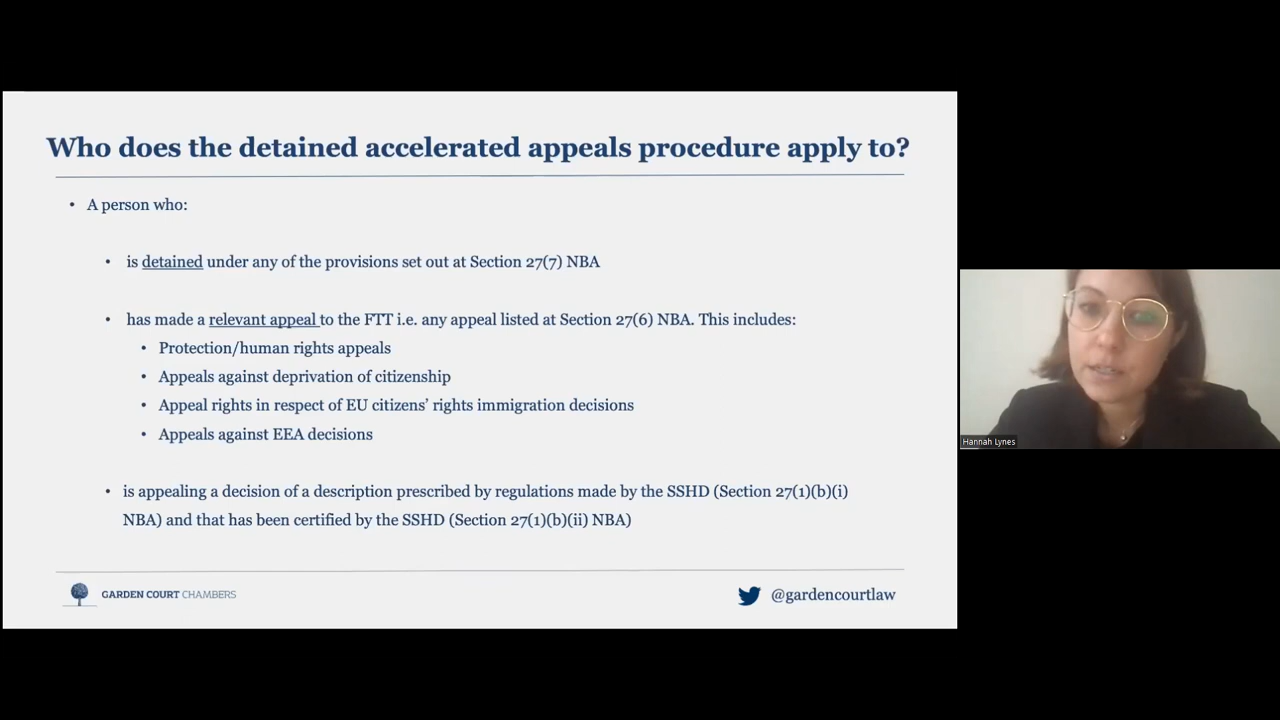 Who does the detained accelerated appeals procedure apply to?
• A person who:
• is detained under any of the provisions set out at Section 27(7) NBA
• has made a relevant appeal to the FTT i.e. any appeal listed at Section 27(6) NBA. This includes:
• Protection/human rights appeals
• Appeals against deprivation of citizenship
• Appeal rights in respect of EU citizens’ rights immigration decisions
• Appeals against EEA decisions
• is appealing a decision of a description prescribed by regulations made by the SSHD (Section 27(1)(b)(i)
NBA) and that has been certified by the SSHD (Section 27(1)(b)(ii) NBA)
GARDEN COURT CHAMBERS
@gardencourtlaw
Hannah Lynes